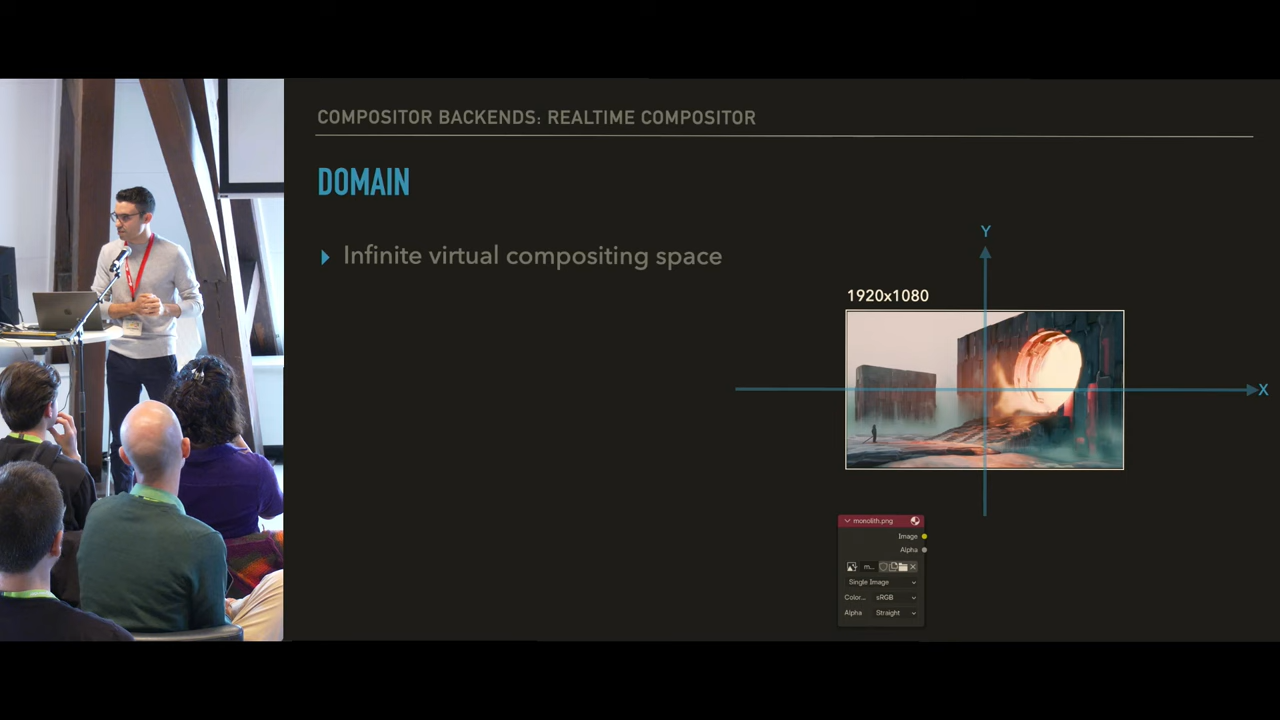 COMPOSITOR BACKENDS: REALTIME COMPOSITOR
DOMAIN
Infinite virtual compositing space
Y
1920x1080
X
monolith.png
Image
Alpha
m...
Single Image
Color... sRGB
Alpha Straight